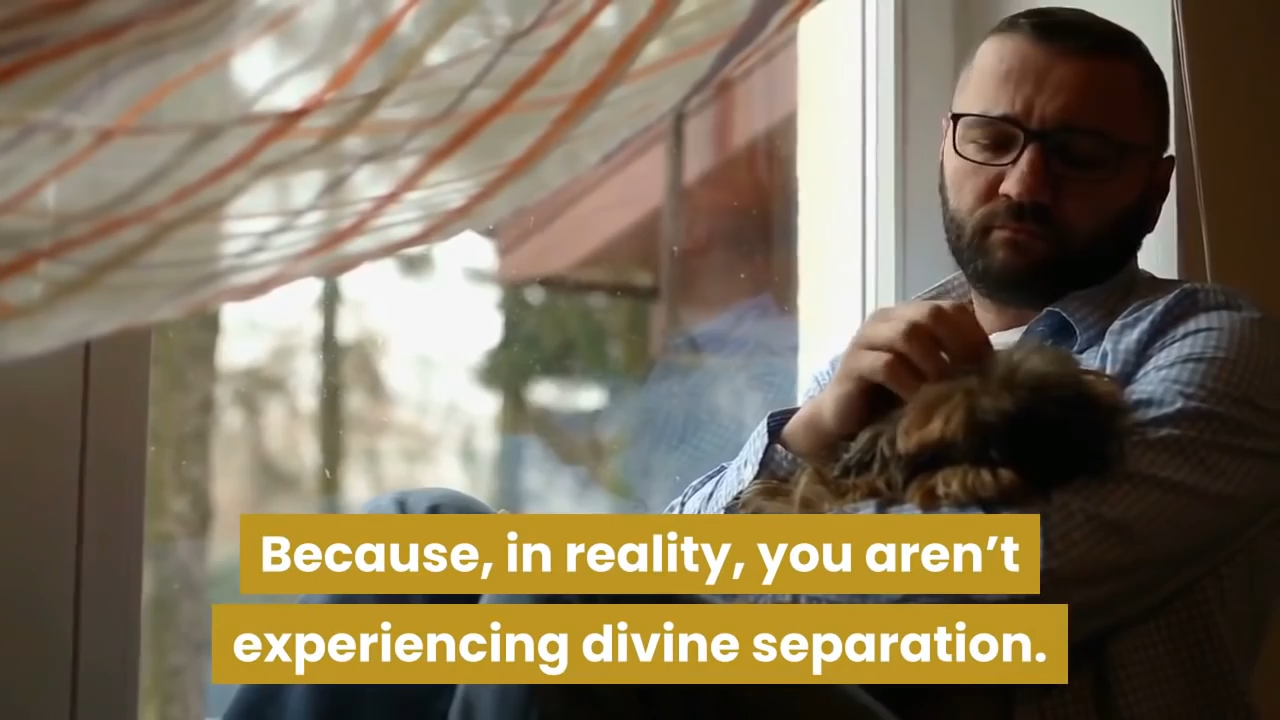 Because, in reality, you aren’t
experiencing divine separation.